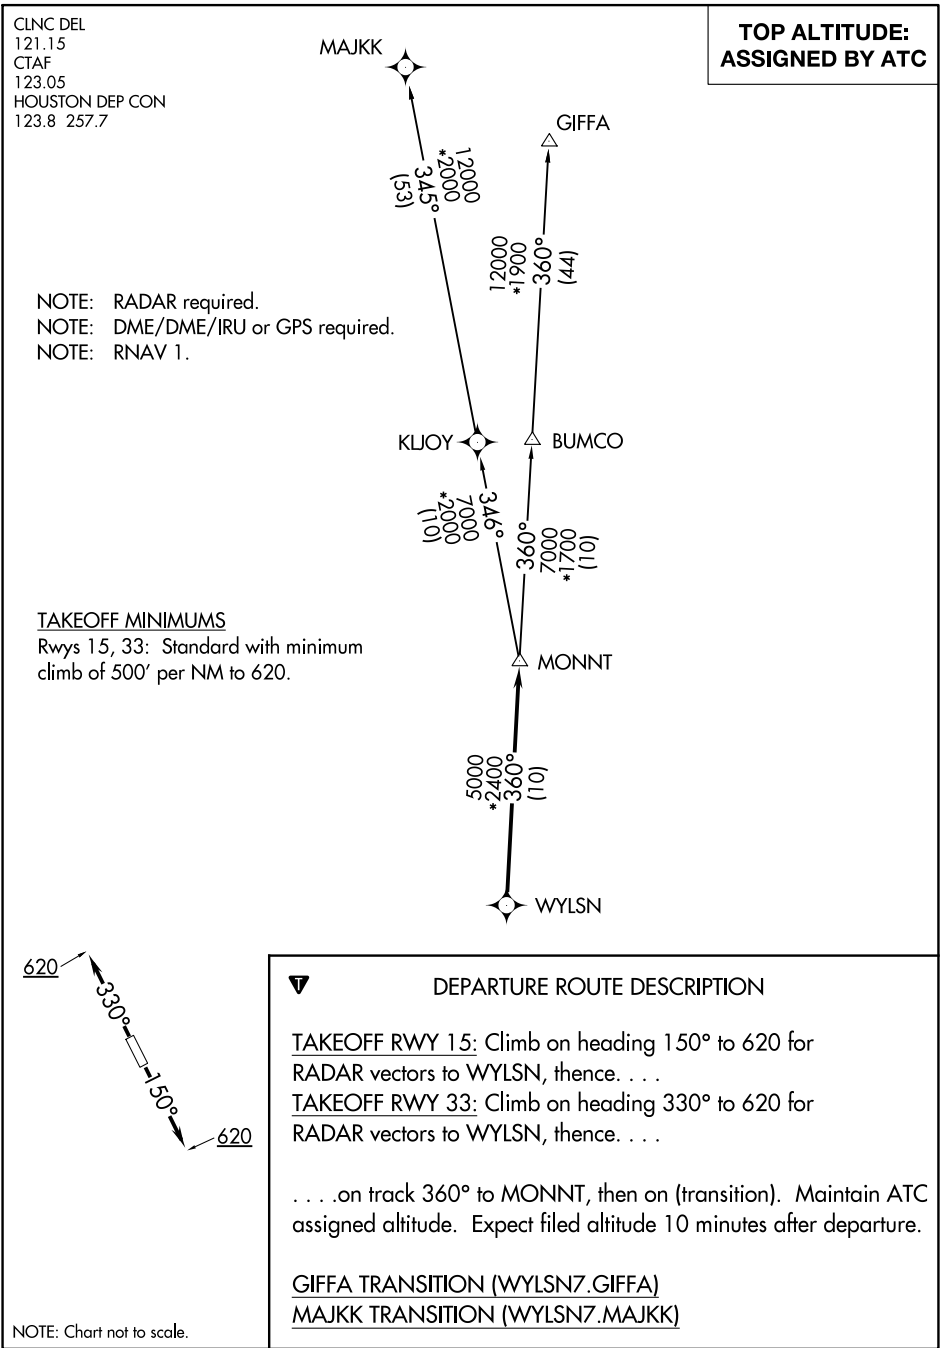 CLNC DEL
121.15
CTAF
123.05
HOUSTON DEP CON
123.8 257.7
TOP ALTITUDE:
ASSIGNED BY ATC
MAJKK
GIFFA
12000
*2000
345°
(53)
12000
*1900
360°
(44)
NOTE: RADAR required.
NOTE: DME/DME/IRU or GPS required.
NOTE: RNAV 1.
KLJOY
BUMCO
346°
7000
*2000
(10)
360°
7000
*1700
(10)
TAKEOFF MINIMUMS
Rwys 15, 33: Standard with minimum
climb of 500' per NM to 620.
MONNT
5000
*2400
360°
(10)
WYLSN
620
330°
150°
620
NOTE: Chart not to scale.
T
DEPARTURE ROUTE DESCRIPTION
TAKEOFF RWY 15: Climb on heading 150° to 620 for
RADAR vectors to WYLSN, thence. . . .
TAKEOFF RWY 33: Climb on heading 330° to 620 for
RADAR vectors to WYLSN, thence. . . .
. . . .on track 360° to MONNT, then on (transition). Maintain ATC
assigned altitude. Expect filed altitude 10 minutes after departure.
GIFFA TRANSITION (WYLSN7.GIFFA)
MAJKK TRANSITION (WYLSN7.MAJKK)